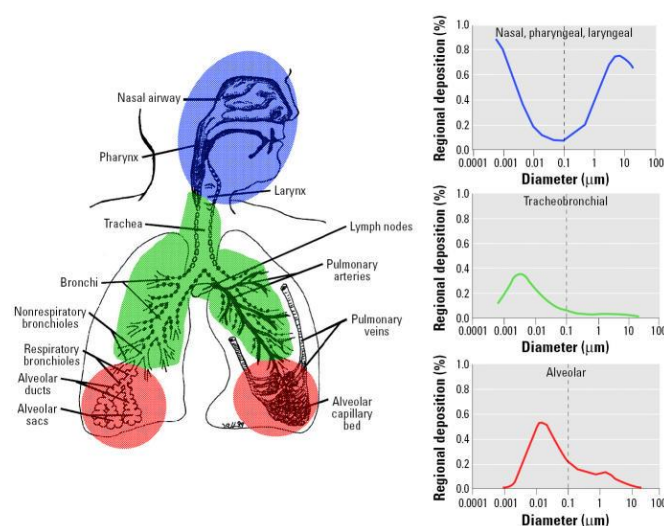 Nasal airway
Pharynx
Larynx
Trachea
Lymph nodes
Bronchi
Pulmonary
arteries
Nonrespiratory
bronchioles
Pulmonary
veins
Respiratory
bronchioles
Alveolar
ducts
Alveolar
sacs
Alveolar
capillary
bed
Nasal, pharyngeal, laryngeal
Regional deposition (%)
1.0
0.8
0.6
0.4
0.2
0.0
0.0001 0.001 0.01 0.1 1 10 100
Diameter (μm)
Tracheobronchial
Regional deposition (%)
1.0
0.8
0.6
0.4
0.2
0.0
0.0001 0.001 0.01 0.1 1 10 100
Diameter (μm)
Alveolar
Regional deposition (%)
1.0
0.8
0.6
0.4
0.2
0.0
0.0001 0.001 0.01 0.1 1 10 100
Diameter (μm)